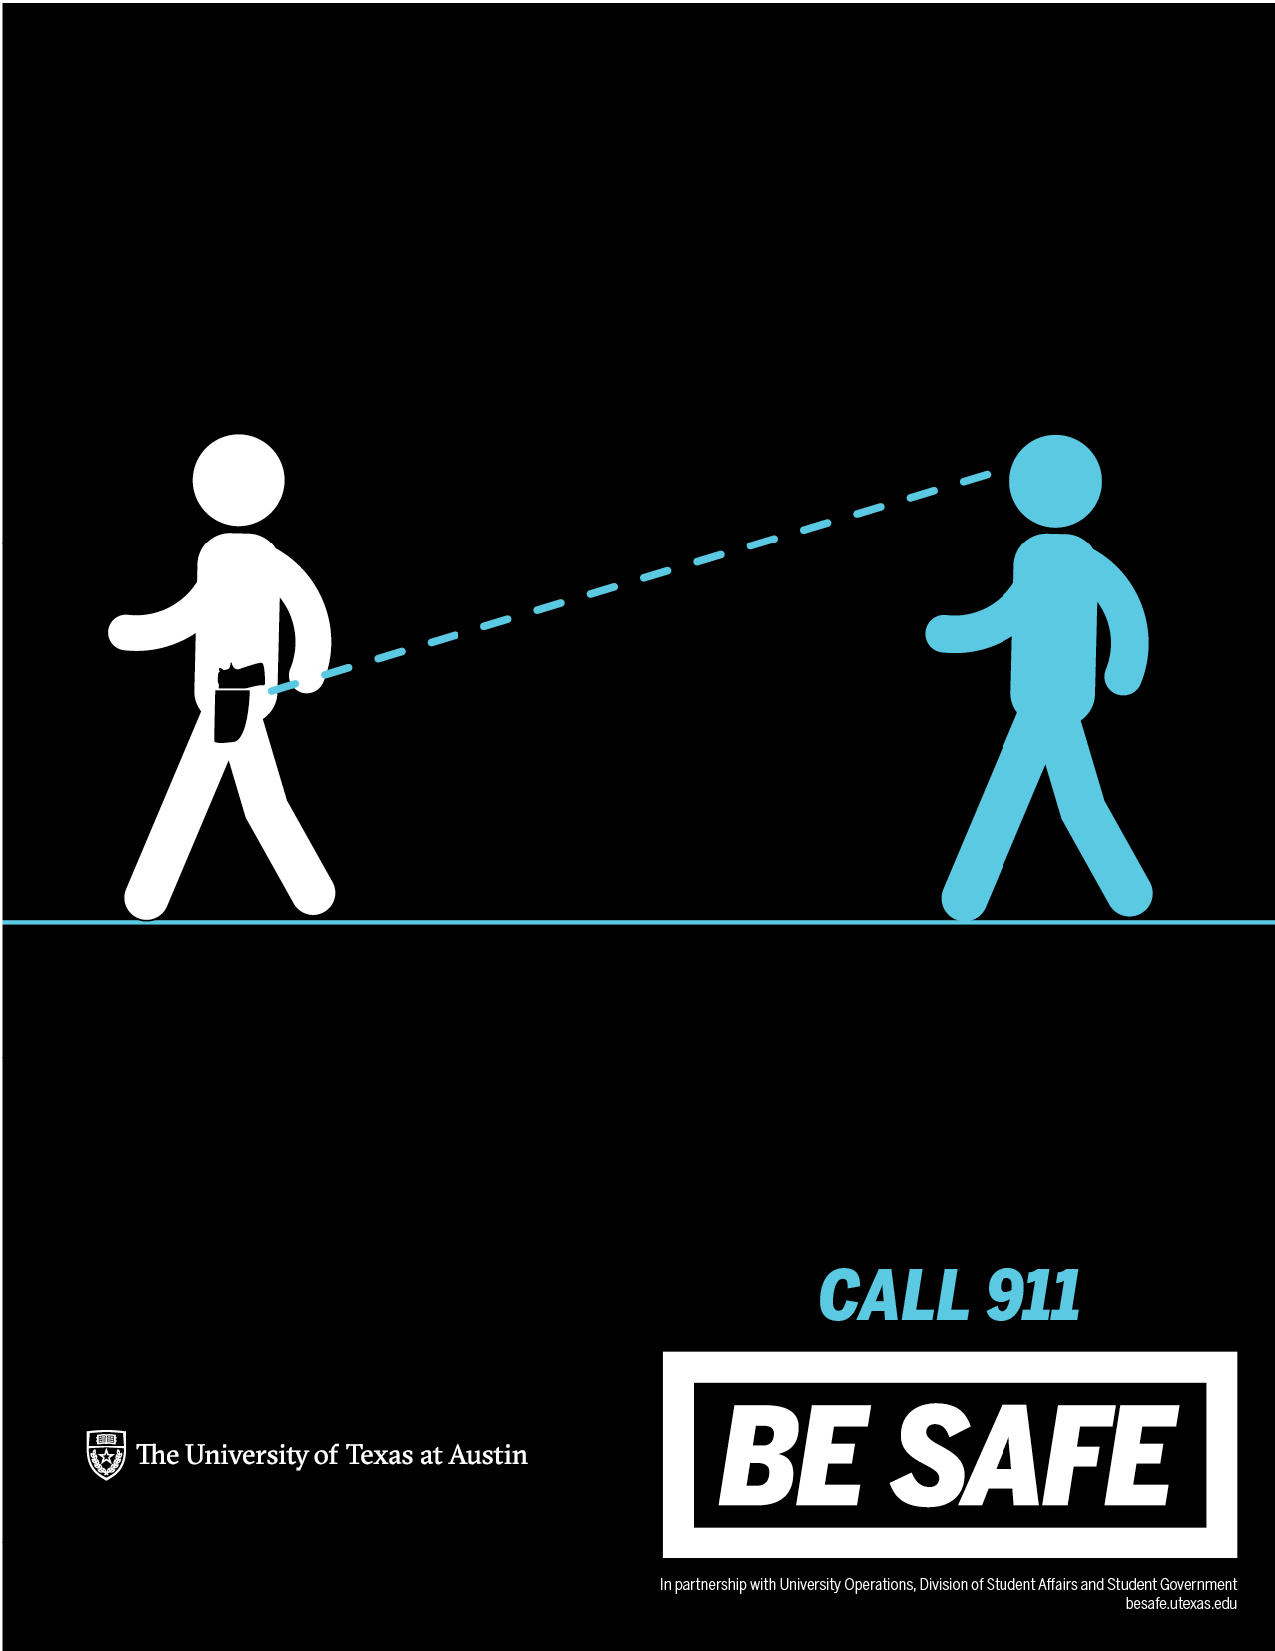 CALL 911
BE SAFE
The University of Texas at Austin
In partnership with University Operations, Division of Student Affairs and Student Government
besafe.utexas.edu